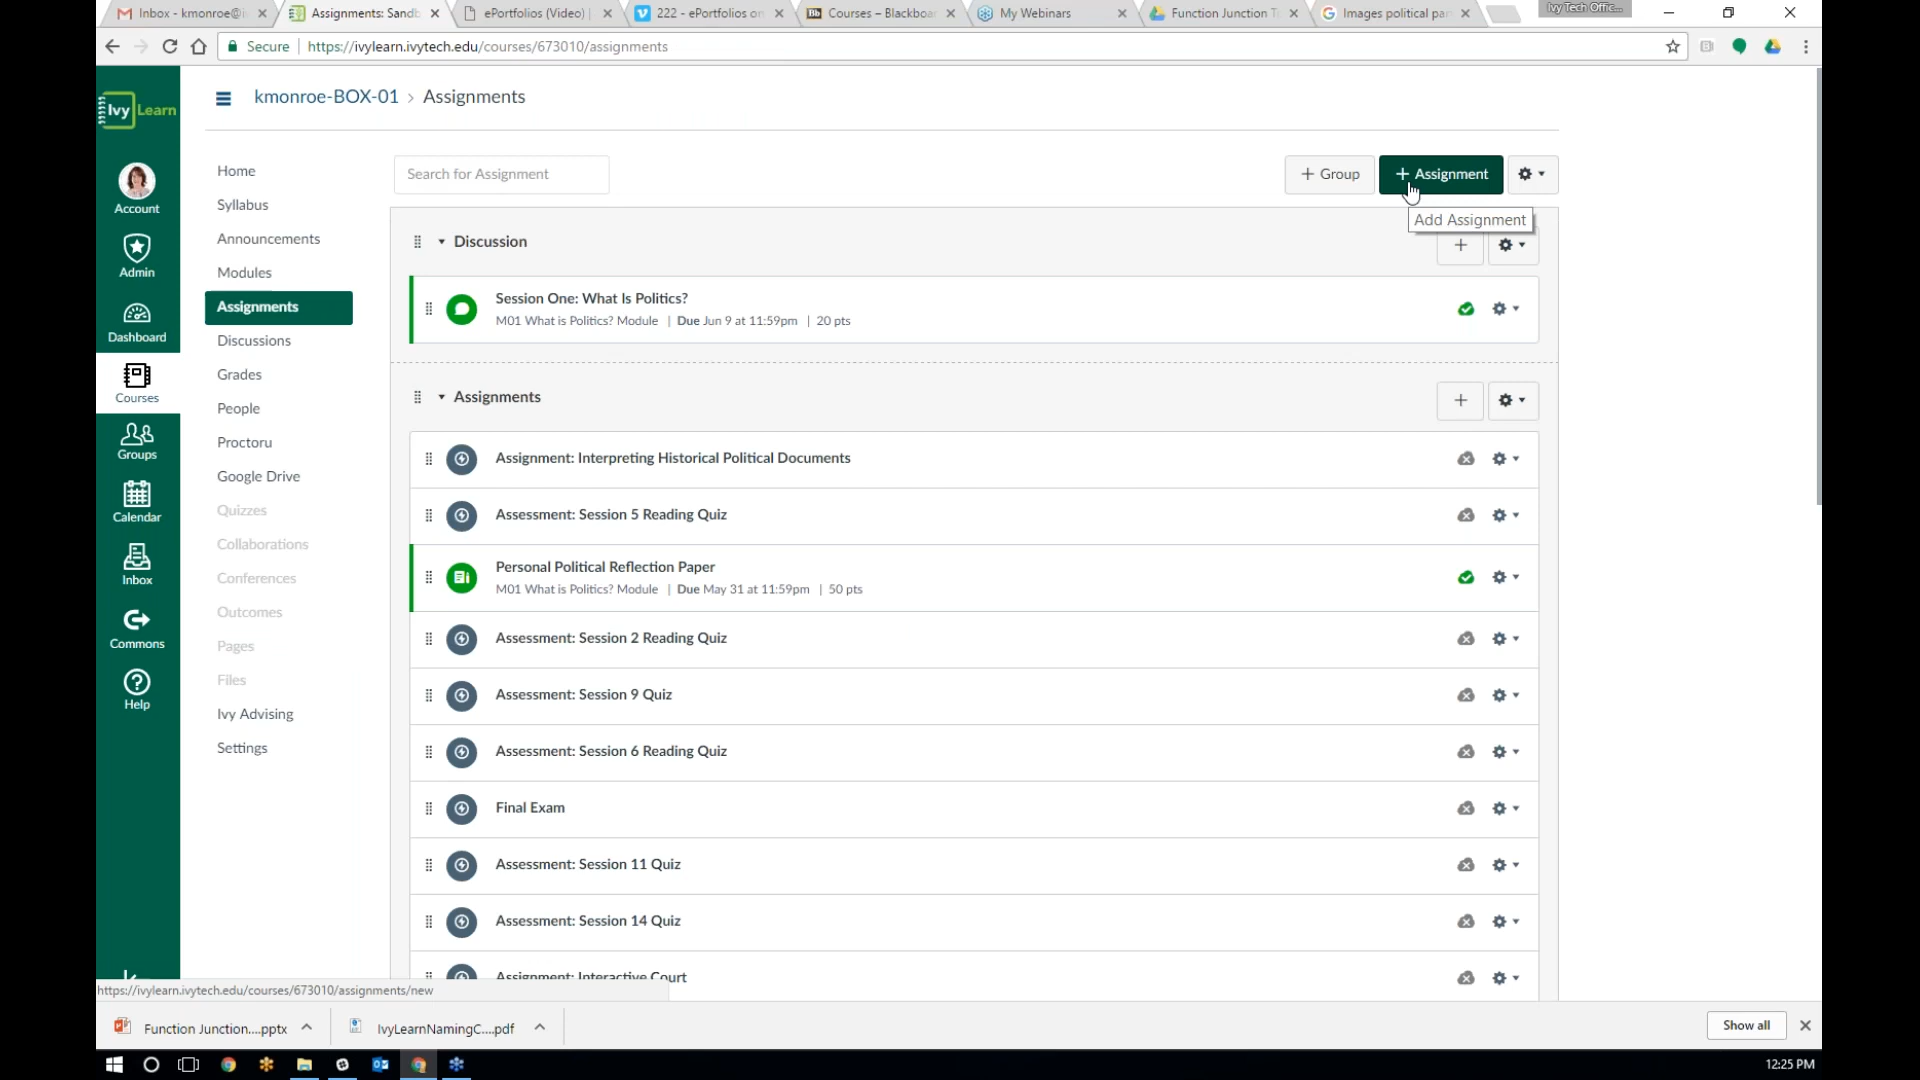 Inbox - kmonroe@i
Assignments: Sandb
ePortfolios (Video) |
222 - ePortfolios on
Courses – Blackboar
My Webinars
Function Junction T
Images political par
Ivy Tech Offic...
Secure
https://ivylearn.ivytech.edu/courses/673010/assignments
Ivy Learn
kmonroe-BOX-01 › Assignments
Account
Admin
Dashboard
Courses
Groups
Calendar
Inbox
Commons
Help
Home
Syllabus
Announcements
Modules
Assignments
Discussions
Grades
People
Proctoru
Google Drive
Quizzes
Collaborations
Conferences
Outcomes
Pages
Files
Ivy Advising
Settings
Search for Assignment
+ Group
+ Assignment
Add Assignment
Discussion
Session One: What Is Politics?
M01 What is Politics? Module | Due Jun 9 at 11:59pm | 20 pts
Assignments
Assignment: Interpreting Historical Political Documents
Assessment: Session 5 Reading Quiz
Personal Political Reflection Paper
M01 What is Politics? Module | Due May 31 at 11:59pm | 50 pts
Assessment: Session 2 Reading Quiz
Assessment: Session 9 Quiz
Assessment: Session 6 Reading Quiz
Final Exam
Assessment: Session 11 Quiz
Assessment: Session 14 Quiz
Assignment: Interactive Court
https://ivylearn.ivytech.edu/courses/673010/assignments/new
Function Junction....pptx
IvyLearnNamingC....pdf
Show all
12:25 PM